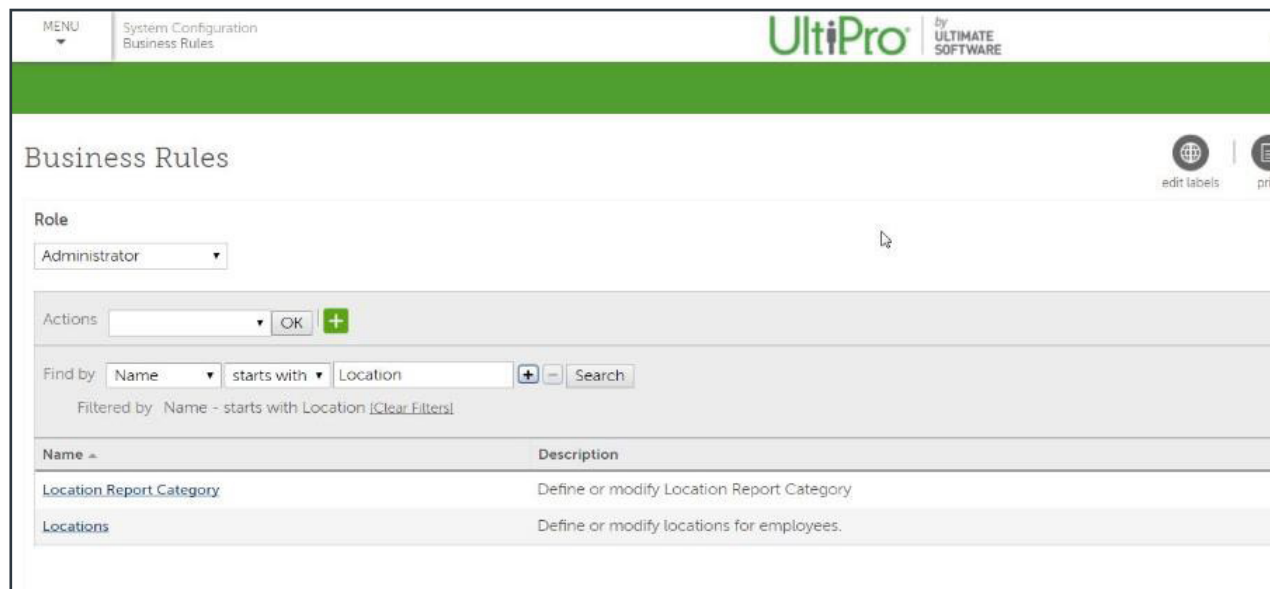 MENU
System Configuration
Business Rules
UltiPro by
ULTIMATE
SOFTWARE
Business Rules
edit labels
Role
Administrator
Actions OK
Find by Name starts with Location Search
Filtered by Name - starts with Location [Clear Filters]
Name Description
Location Report Category Define or modify Location Report Category
Locations Define or modify locations for employees.